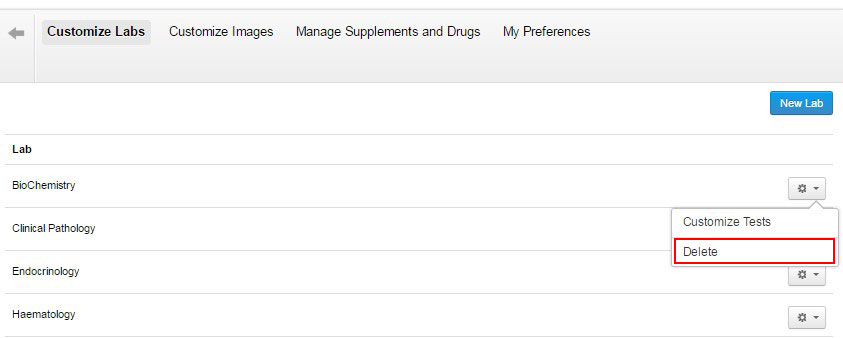 Customize Labs Customize Images Manage Supplements and Drugs My Preferences
New Lab
Lab
BioChemistry
Customize Tests
Clinical Pathology
Delete
Endocrinology
Haematology